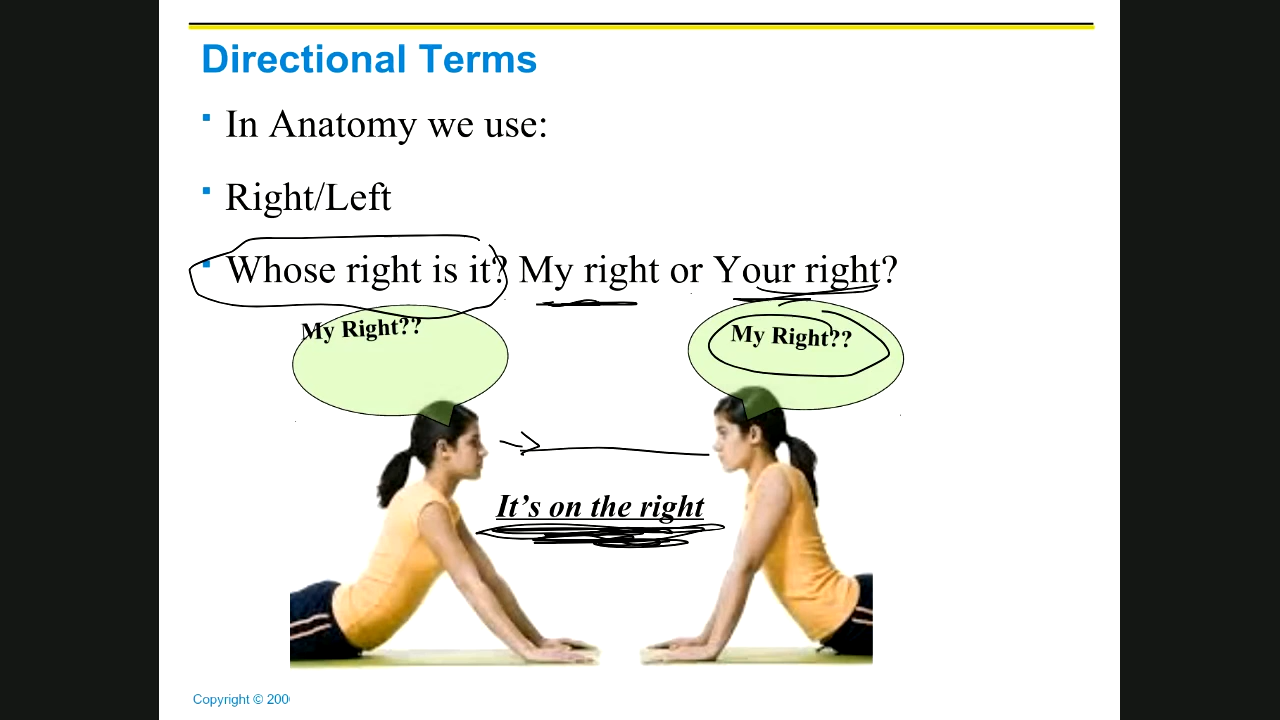 Directional Terms
In Anatomy we use:
Right/Left
Whose right is it? My right or Your right?
My Right??
My Right??
It's on the right
Copyright © 200